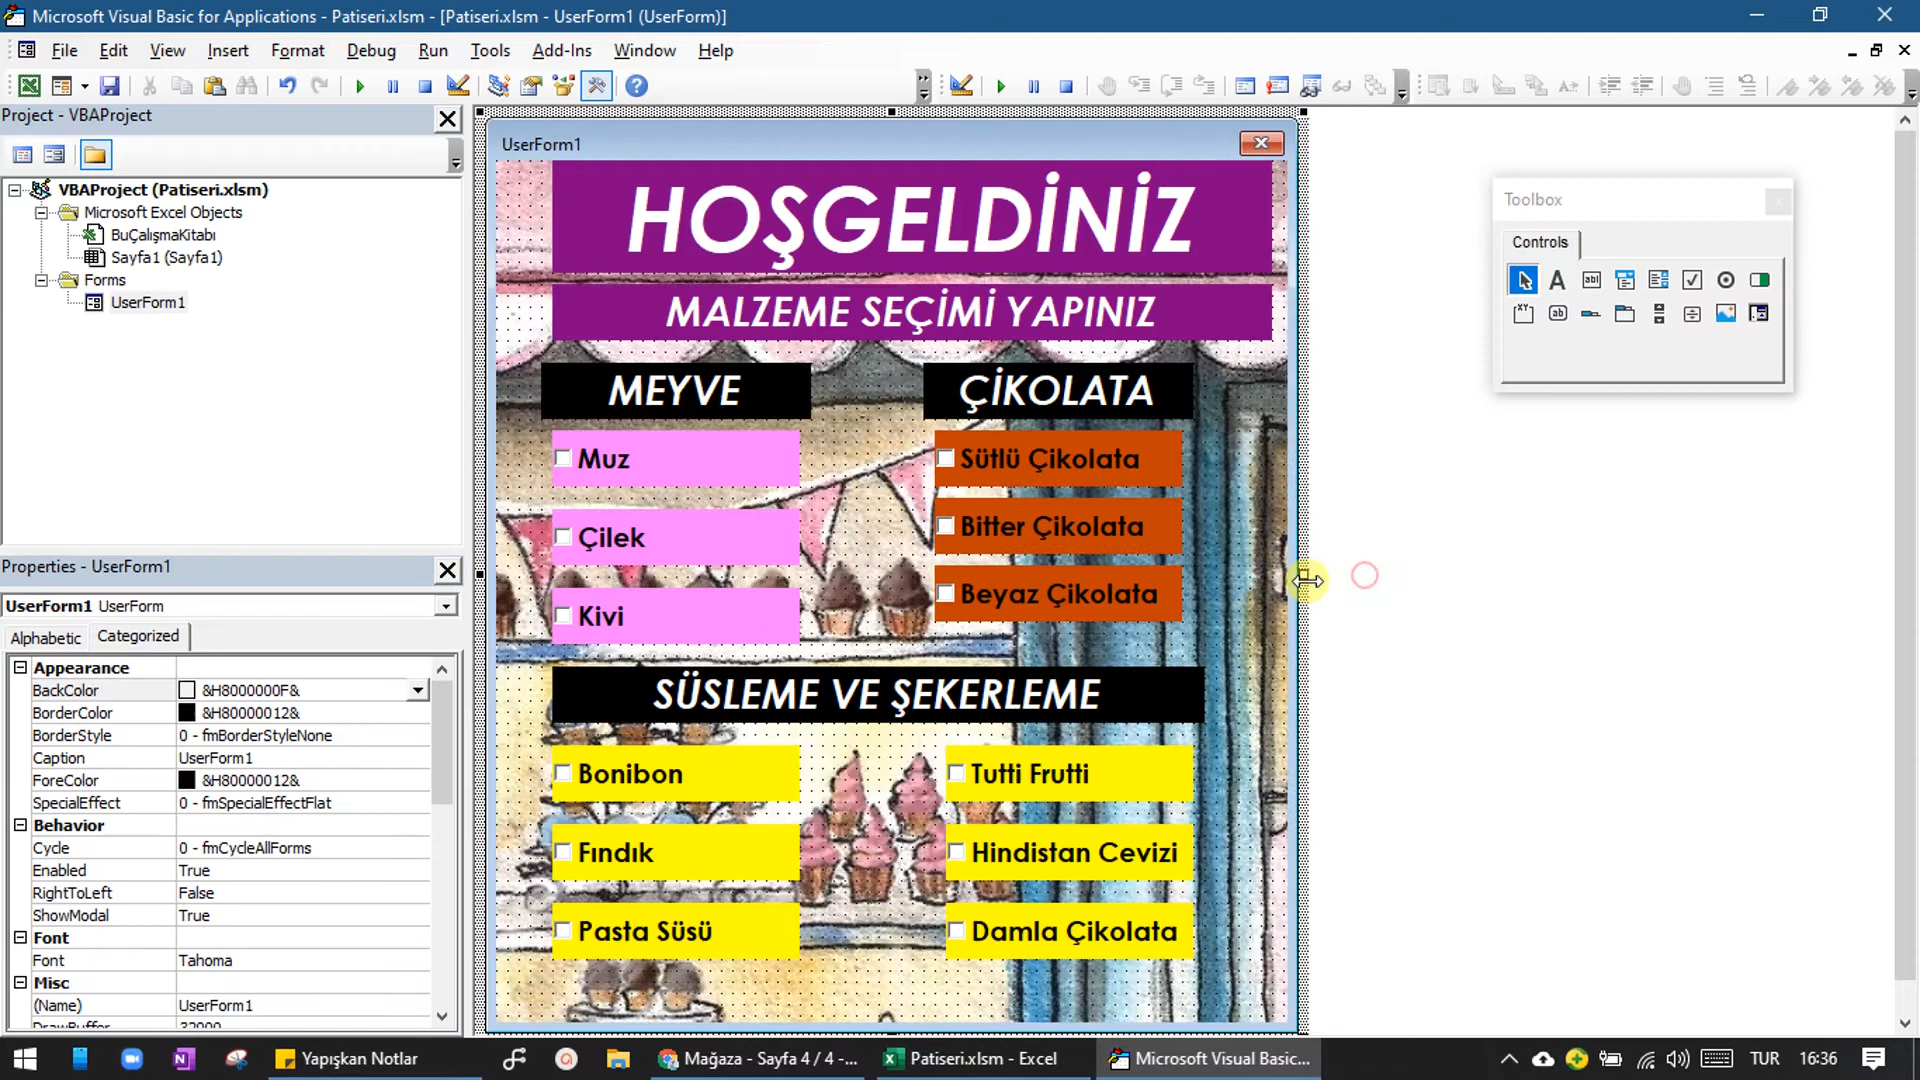 Microsoft Visual Basic for Applications - Patiseri.xlsm - [Patiseri.xlsm - UserForm1 (UserForm)]
File Edit View Insert Format Debug Run Tools Add-Ins Window Help
Project - VBAProject
VBAProject (Patiseri.xlsm)
Microsoft Excel Objects
BuÇalışmaKitabı
Sayfa1 (Sayfa1)
Forms
UserForm1
Properties - UserForm1
UserForm1 UserForm
Alphabetic Categorized
Appearance
BackColor &H8000000F&
BorderColor &H80000012&
BorderStyle 0 - fmBorderStyleNone
Caption UserForm1
ForeColor &H80000012&
SpecialEffect 0 - fmSpecialEffectFlat
Behavior
Cycle 0 - fmCycleAllForms
Enabled True
RightToLeft False
ShowModal True
Font
Font Tahoma
Misc
(Name) UserForm1
DrawBuffer 32000
UserForm1
HOŞGELDİNİZ
MALZEME SEÇİMİ YAPINIZ
MEYVE ÇİKOLATA
Muz Sütlü Çikolata
Çilek Bitter Çikolata
Kivi Beyaz Çikolata
SÜSLEME VE ŞEKERLEME
Bonibon Tutti Frutti
Fındık Hindistan Cevizi
Pasta Süsü Damla Çikolata
Toolbox
Controls
Yapışkan Notlar
Mağaza - Sayfa 4 / 4 -...
Patiseri.xlsm - Excel
Microsoft Visual Basic...
TUR 16:36